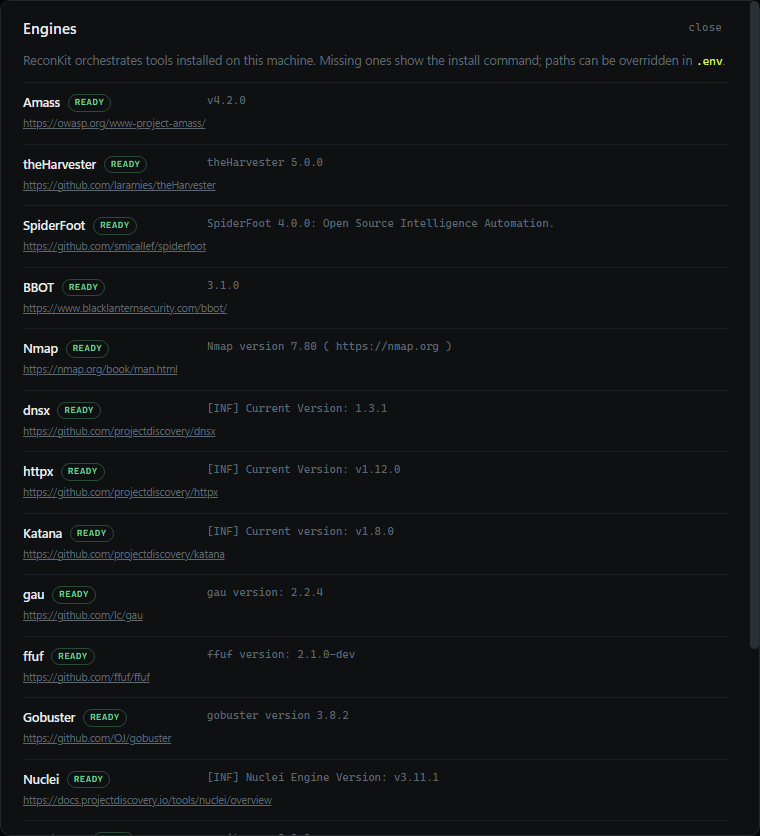 Engines close
ReconKit orchestrates tools installed on this machine. Missing ones show the install command; paths can be overridden in .env.
Amass READY v4.2.0
https://owasp.org/www-project-amass/
theHarvester READY theHarvester 5.0.0
https://github.com/laramies/theHarvester
SpiderFoot READY SpiderFoot 4.0.0: Open Source Intelligence Automation.
https://github.com/smicallef/spiderfoot
BBOT READY 3.1.0
https://www.blacklanternsecurity.com/bbot/
Nmap READY Nmap version 7.80 ( https://nmap.org )
https://nmap.org/book/man.html
dnsx READY [INF] Current Version: 1.3.1
https://github.com/projectdiscovery/dnsx
httpx READY [INF] Current Version: v1.12.0
https://github.com/projectdiscovery/httpx
Katana READY [INF] Current version: v1.8.0
https://github.com/projectdiscovery/katana
gau READY gau version: 2.2.4
https://github.com/lc/gau
ffuf READY ffuf version: 2.1.0-dev
https://github.com/ffuf/ffuf
Gobuster READY gobuster version 3.8.2
https://github.com/OJ/gobuster
Nuclei READY [INF] Nuclei Engine Version: v3.11.1
https://docs.projectdiscovery.io/tools/nuclei/overview